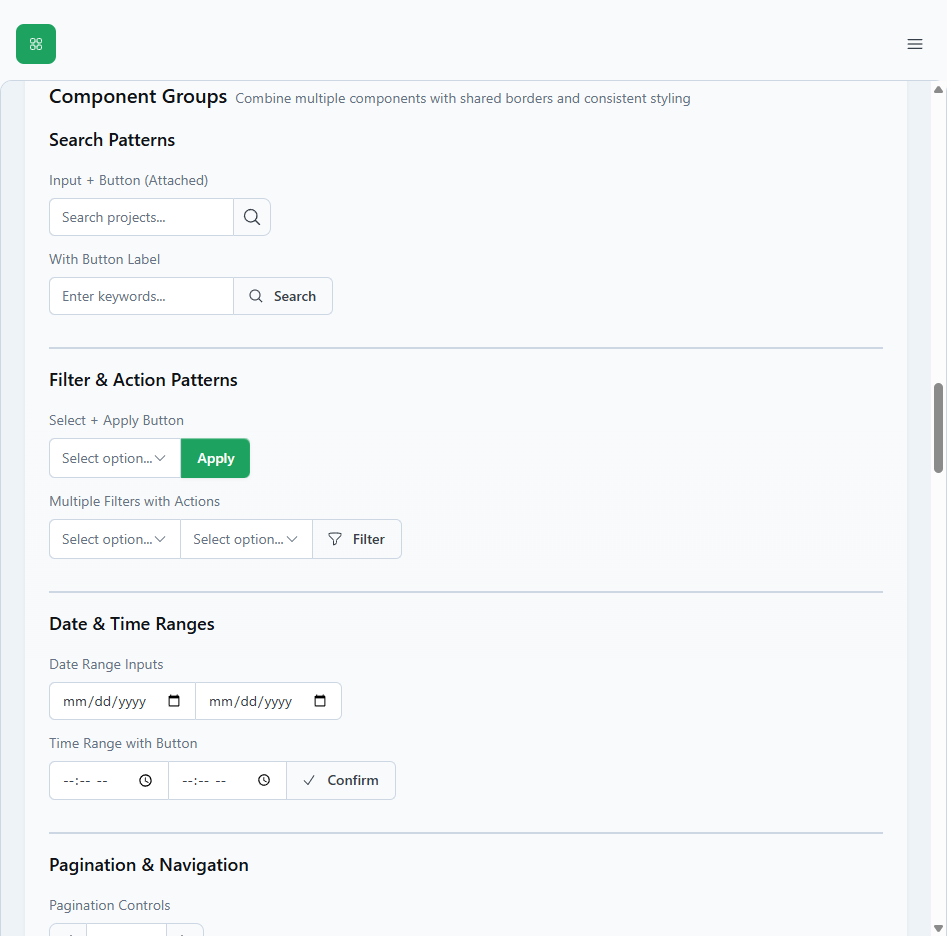 Component Groups Combine multiple components with shared borders and consistent styling
Search Patterns
Input + Button (Attached)
Search projects...
With Button Label
Enter keywords... Search
Filter & Action Patterns
Select + Apply Button
Select option... Apply
Multiple Filters with Actions
Select option... Select option... Filter
Date & Time Ranges
Date Range Inputs
mm/dd/yyyy mm/dd/yyyy
Time Range with Button
--:-- -- --:-- -- Confirm
Pagination & Navigation
Pagination Controls